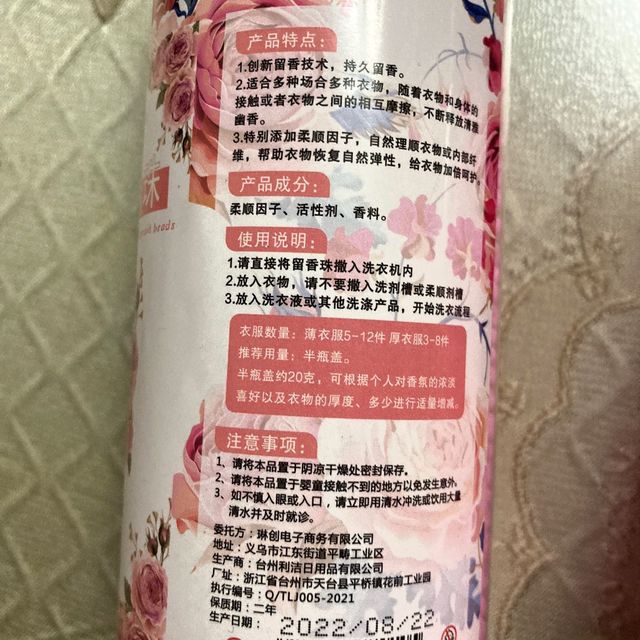 产品特点：
1.创新留香技术，持久留香。
2.适合多种场合多种衣物，随着衣物和身体的
接触或者衣物之间的相互摩擦，不断释放清雅
幽香。
3.特别添加柔顺因子，自然理顺衣物或内部纤
维，帮助衣物恢复自然弹性，给衣物加倍呵护。
产品成分：
柔顺因子、活性剂、香料。
使用说明：
1.请直接将留香珠撒入洗衣机内
2.放入衣物，请不要撒入洗剂槽或柔顺剂槽
3.放入洗衣液或其他洗涤产品，开始洗衣流程
衣服数量：薄衣服5-12件 厚衣服3-8件
推荐用量：半瓶盖。
半瓶盖约20克，可根据个人对香氛的浓淡
喜好以及衣物的厚度、多少进行适量增减。
注意事项：
1、请将本品置于阴凉干燥处密封保存。
2、请将本品置于婴童接触不到的地方以免发生意外。
3、如不慎入眼或入口，请立即用清水冲洗或饮用大量
清水并及时就诊。
委托方：琳创电子商务有限公司
地址：义乌市江东街道平畴工业区
生产商：台州利洁日用品有限公司
厂址：浙江省台州市天台县平桥镇花前工业园
执行编号：Q/TLJ005-2021
保质期：二年
2022/08/22
珠
beads